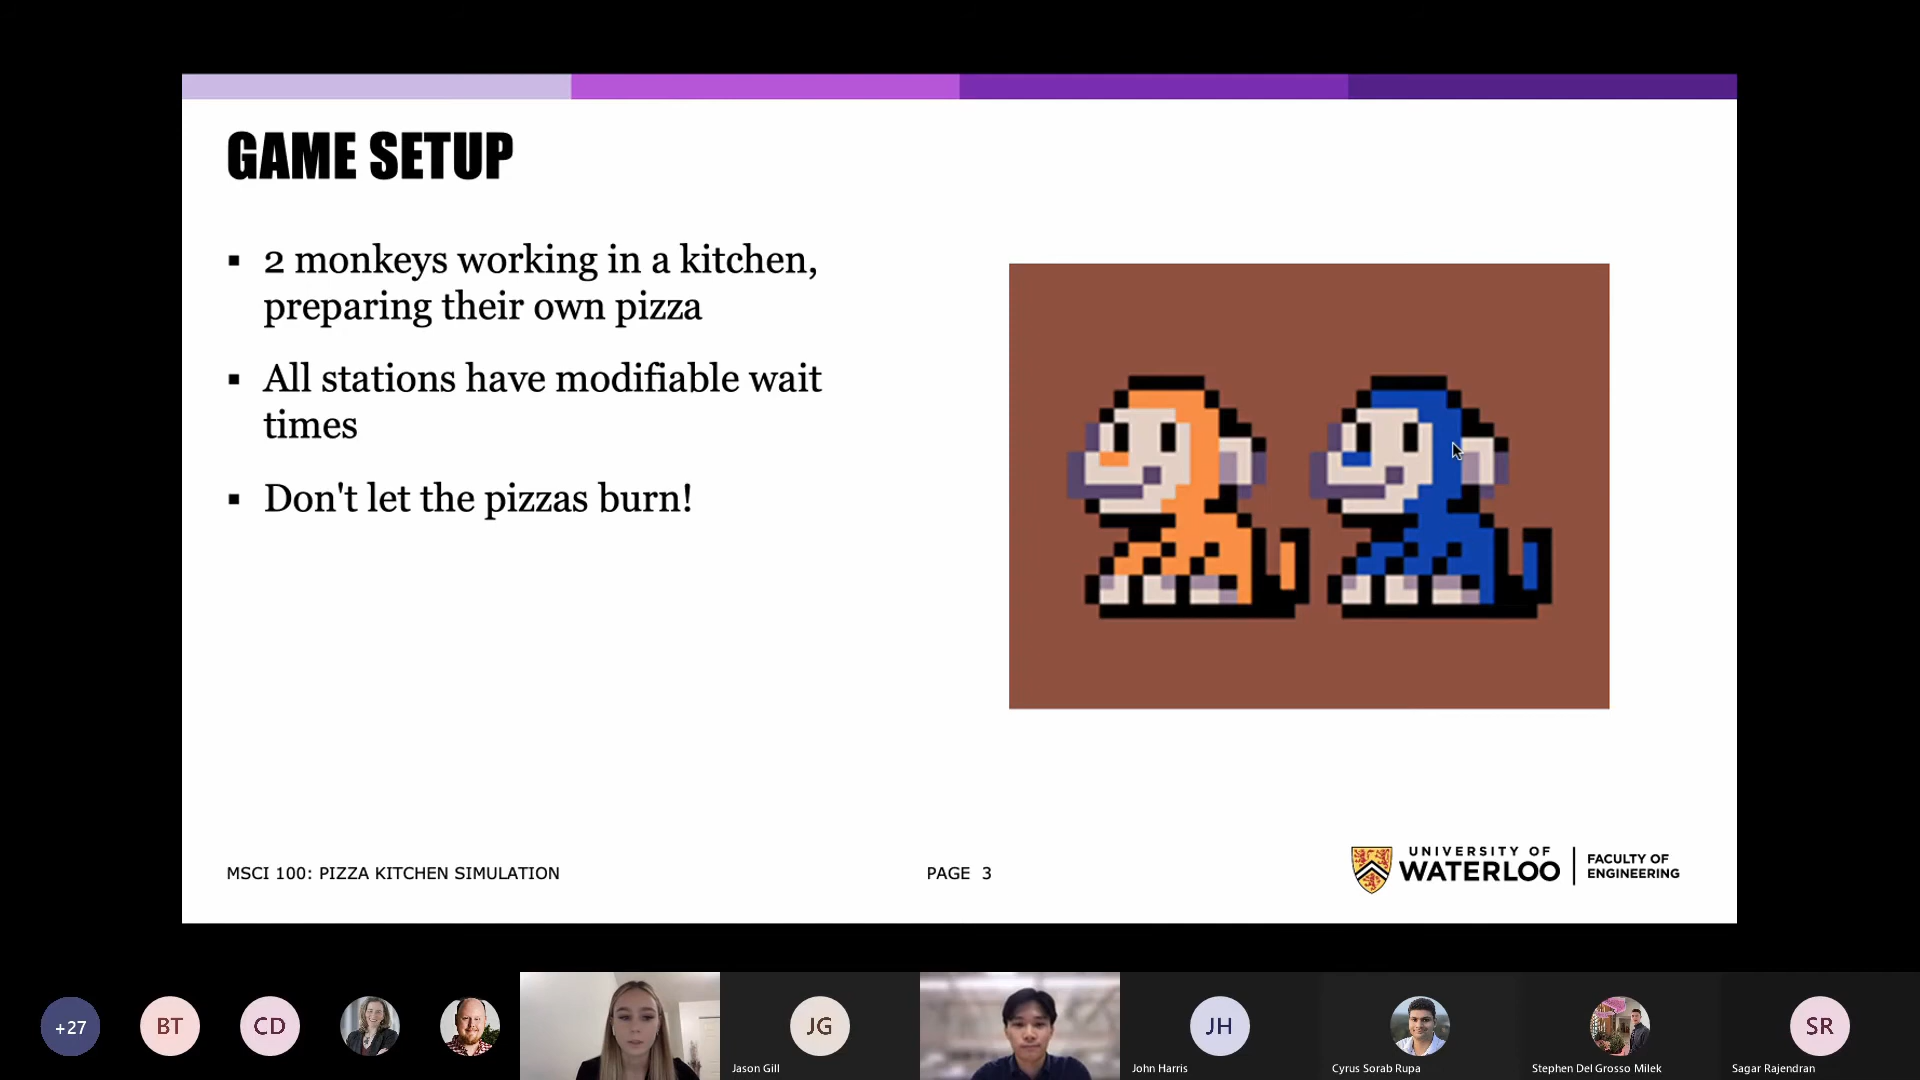 GAME SETUP
▪ 2 monkeys working in a kitchen,
preparing their own pizza
▪ All stations have modifiable wait
times
▪ Don't let the pizzas burn!
MSCI 100: PIZZA KITCHEN SIMULATION
PAGE 3
UNIVERSITY OF
WATERLOO
FACULTY OF
ENGINEERING
+27
BT
CD
JG
Jason Gill
JH
John Harris
Cyrus Sorab Rupa
Stephen Del Grosso Milek
SR
Sagar Rajendran